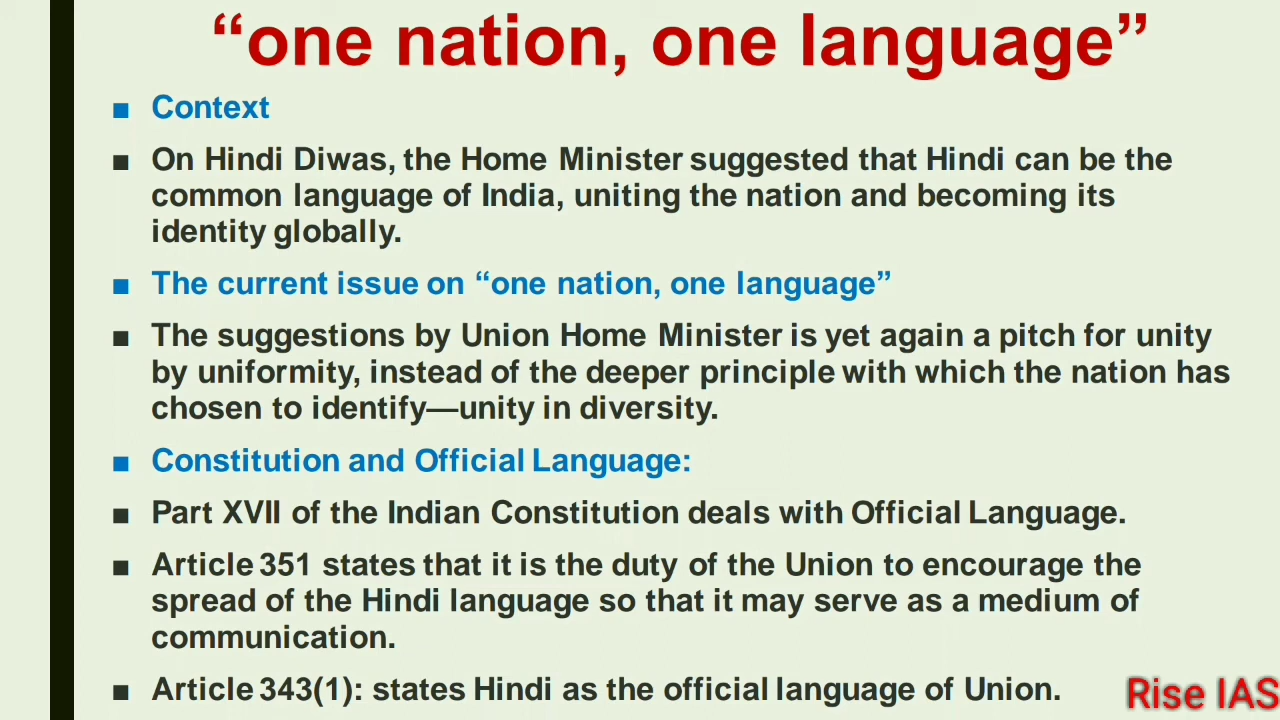 “one nation, one language”
■ Context
■ On Hindi Diwas, the Home Minister suggested that Hindi can be the
common language of India, uniting the nation and becoming its
identity globally.
■ The current issue on “one nation, one language”
■ The suggestions by Union Home Minister is yet again a pitch for unity
by uniformity, instead of the deeper principle with which the nation has
chosen to identify—unity in diversity.
■ Constitution and Official Language:
■ Part XVII of the Indian Constitution deals with Official Language.
■ Article 351 states that it is the duty of the Union to encourage the
spread of the Hindi language so that it may serve as a medium of
communication.
■ Article 343(1): states Hindi as the official language of Union.
Rise IAS